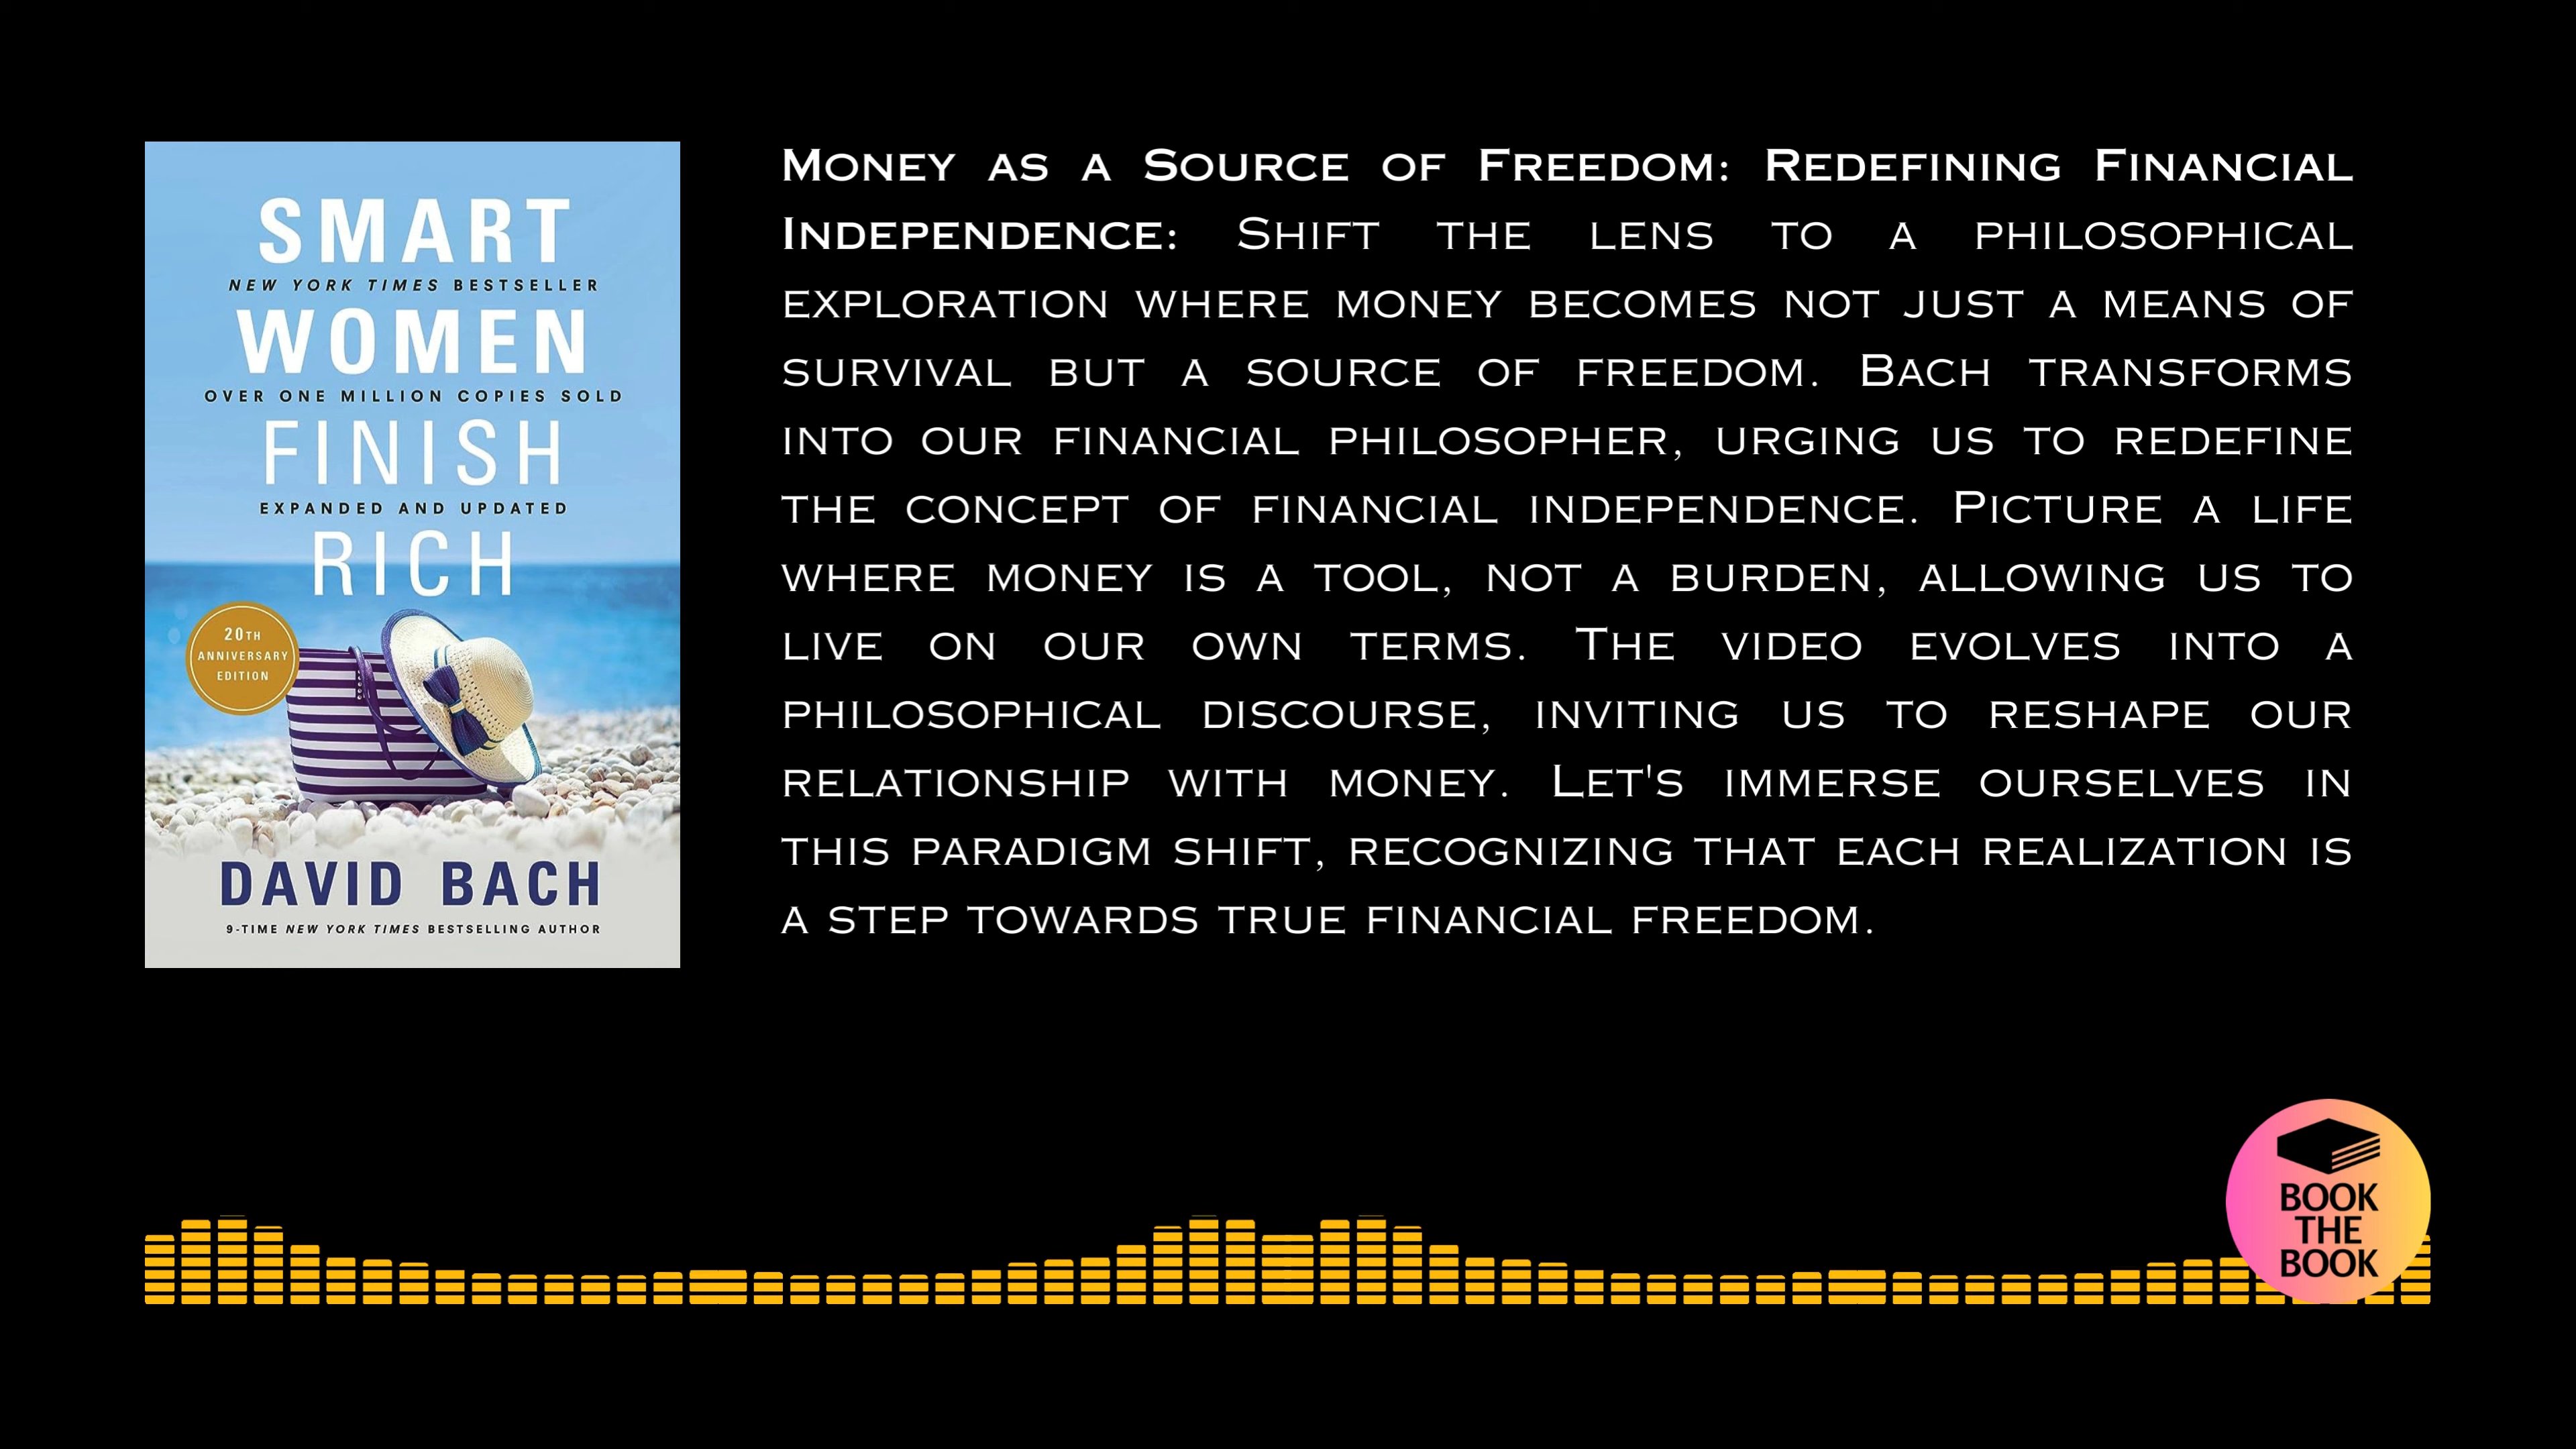 SMART
NEW YORK TIMES BESTSELLER
WOMEN
OVER ONE MILLION COPIES SOLD
FINISH
EXPANDED AND UPDATED
RICH
20TH
ANNIVERSARY
EDITION
DAVID BACH
9-TIME NEW YORK TIMES BESTSELLING AUTHOR
Money as a Source of Freedom: Redefining Financial
Independence: Shift the lens to a philosophical
exploration where money becomes not just a means of
survival but a source of freedom. Bach transforms
into our financial philosopher, urging us to redefine
the concept of financial independence. Picture a life
where money is a tool, not a burden, allowing us to
live on our own terms. The video evolves into a
philosophical discourse, inviting us to reshape our
relationship with money. Let's immerse ourselves in
this paradigm shift, recognizing that each realization is
a step towards true financial freedom.
BOOK
THE
BOOK